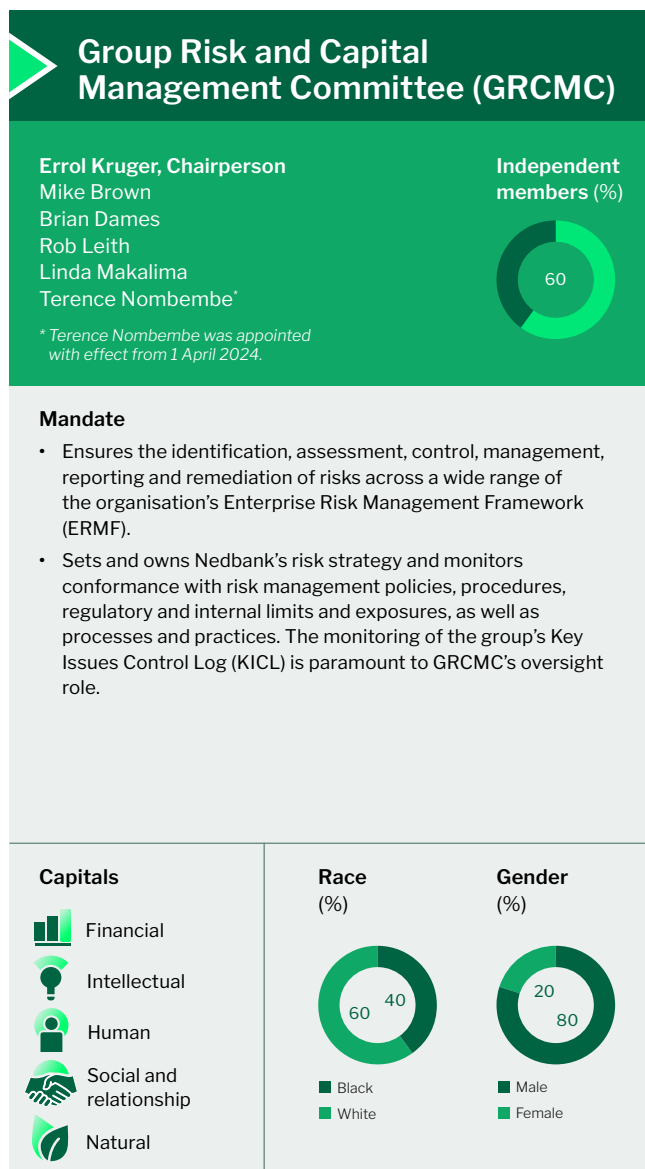 Group Risk and Capital
Management Committee (GRCMC)
Errol Kruger, Chairperson
Mike Brown
Brian Dames
Rob Leith
Linda Makalima
Terence Nombembe*
* Terence Nombembe was appointed
with effect from 1 April 2024.
Independent
members (%)
60
Mandate
• Ensures the identification, assessment, control, management,
reporting and remediation of risks across a wide range of
the organisation's Enterprise Risk Management Framework
(ERMF).
• Sets and owns Nedbank's risk strategy and monitors
conformance with risk management policies, procedures,
regulatory and internal limits and exposures, as well as
processes and practices. The monitoring of the group's Key
Issues Control Log (KICL) is paramount to GRCMC's oversight
role.
Capitals
Financial
Intellectual
Human
Social and
relationship
Natural
Race
(%)
40
60
Black
White
Gender
(%)
20
80
Male
Female